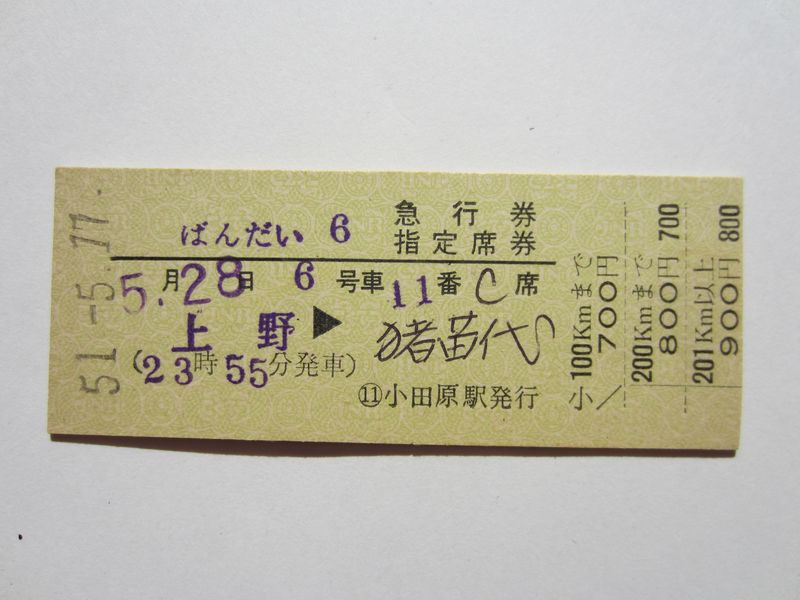 51.-5.11.
急行券
ばんだい 6 指定席券
5月28日 6号車 11番C席
上野▶猪苗代
(23時55分発車)
⑪小田原駅発行
100Kmまで
700円
小/
200Kmまで 700
800円
201Km以上 800
900円